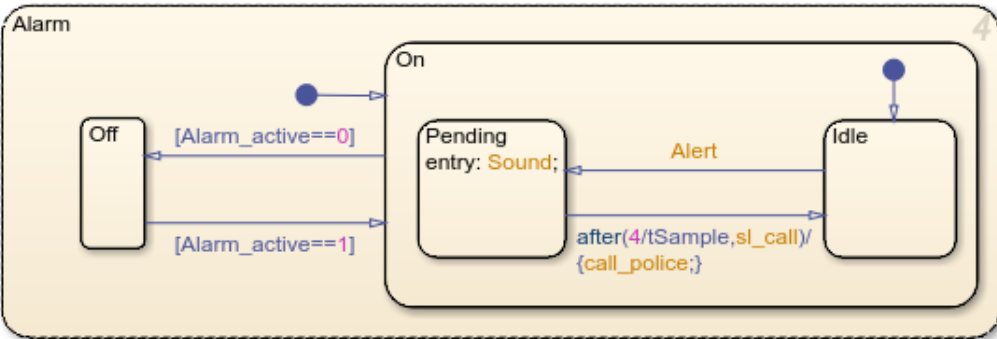 Alarm
4
On
Off
[Alarm_active==0]
Pending
entry: Sound;
Alert
Idle
[Alarm_active==1]
after(4/tSample,sl_call)/
{call_police;}